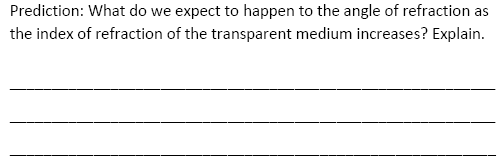 Prediction: What do we expect to happen to the angle of refraction as
the index of refraction of the transparent medium increases? Explain.